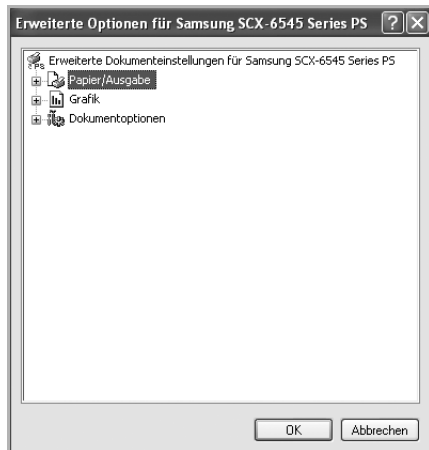 Erweiterte Optionen für Samsung SCX-6545 Series PS
Erweiterte Dokumenteinstellungen für Samsung SCX-6545 Series PS
Papier/Ausgabe
Grafik
Dokumentoptionen
OK
Abbrechen